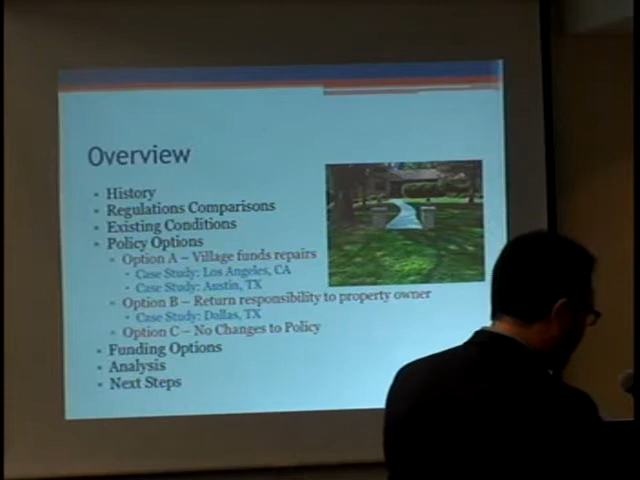 Overview
• History
• Regulations Comparisons
• Existing Conditions
• Policy Options
• Option A – Village funds repairs
• Case Study: Los Angeles, CA
• Case Study: Austin, TX
• Option B – Return responsibility to property owner
• Case Study: Dallas, TX
• Option C – No Changes to Policy
• Funding Options
• Analysis
• Next Steps